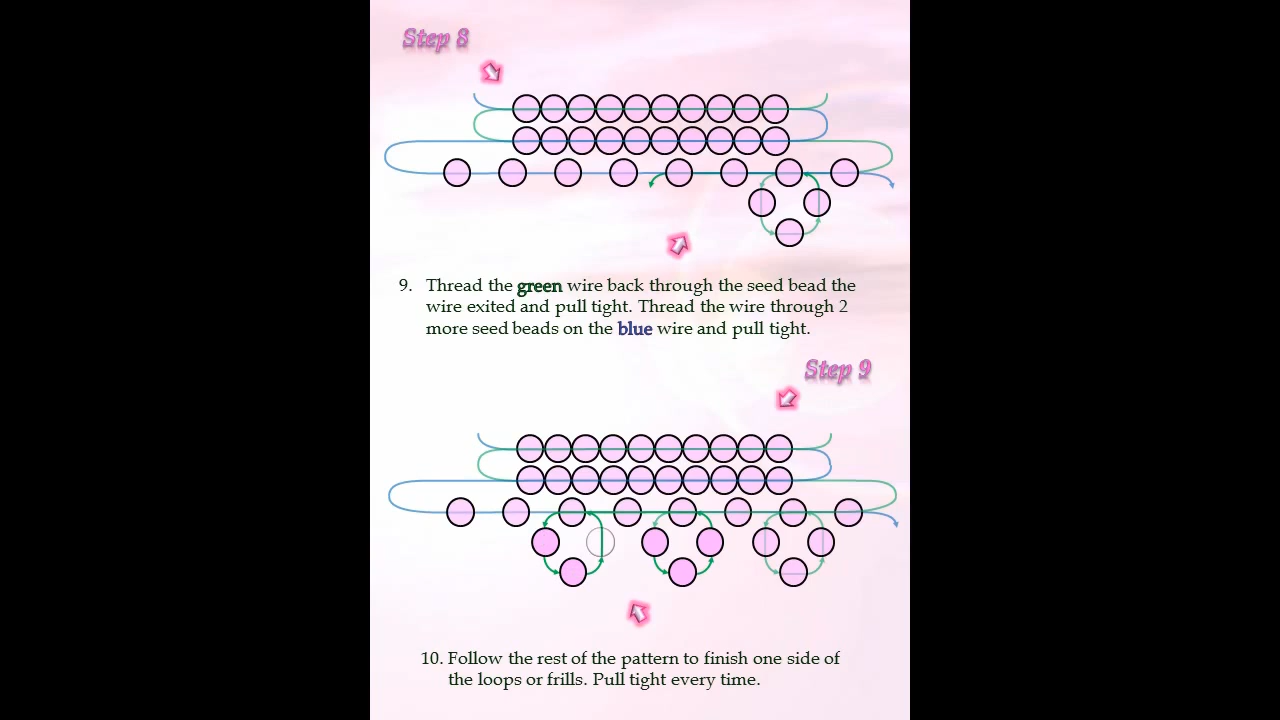 Step 8
9. Thread the green wire back through the seed bead the
wire exited and pull tight. Thread the wire through 2
more seed beads on the blue wire and pull tight.
Step 9
10. Follow the rest of the pattern to finish one side of
the loops or frills. Pull tight every time.